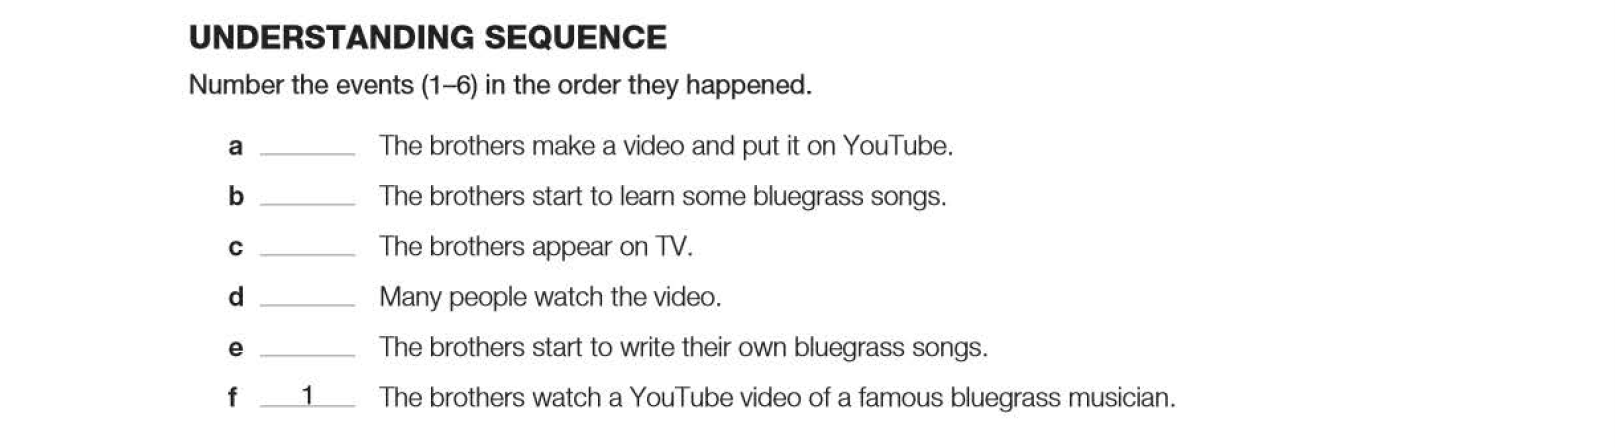 UNDERSTANDING SEQUENCE
Number the events (1–6) in the order they happened.
a ______ The brothers make a video and put it on YouTube.
b ______ The brothers start to learn some bluegrass songs.
c ______ The brothers appear on TV.
d ______ Many people watch the video.
e ______ The brothers start to write their own bluegrass songs.
f 1 The brothers watch a YouTube video of a famous bluegrass musician.